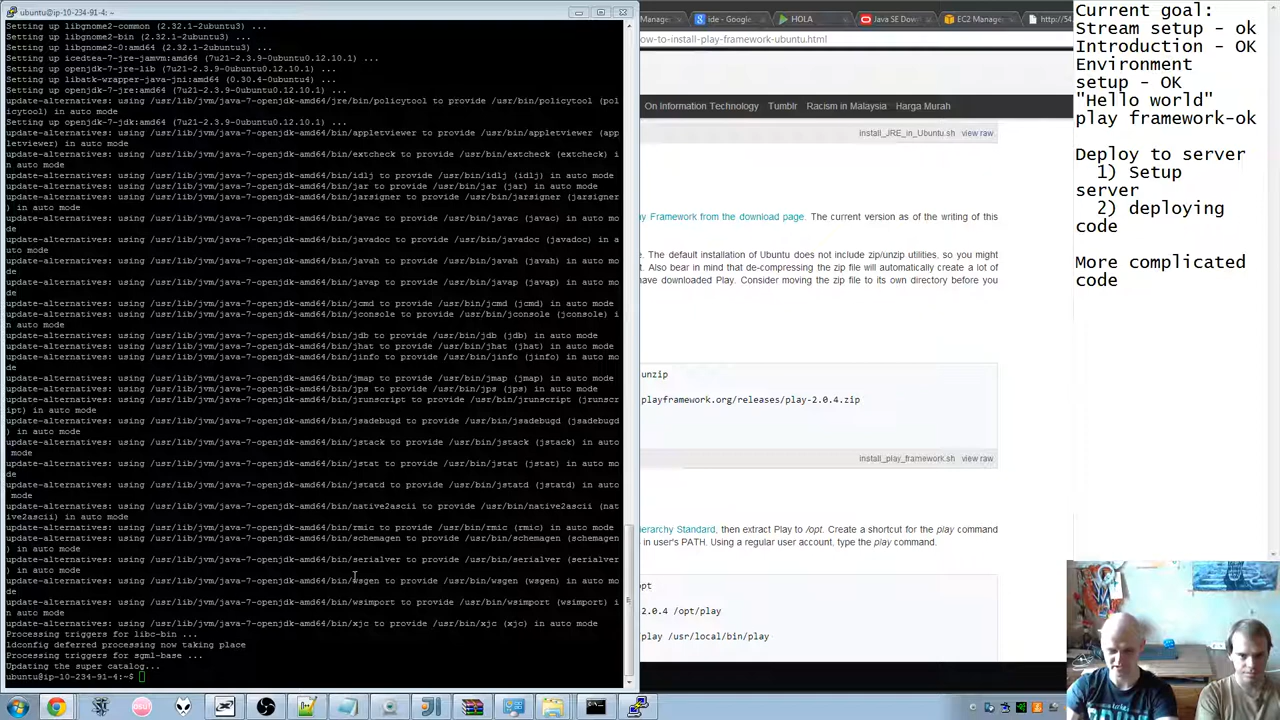 ubuntu@ip-10-234-91-4: ~
Setting up libgnome2-common (2.32.1-2ubuntu3) ...
Setting up libgnome2-bin (2.32.1-2ubuntu3) ...
Setting up libgnome2-0:amd64 (2.32.1-2ubuntu3) ...
Setting up icedtea-7-jre-jamvm:amd64 (7u21-2.3.9-0ubuntu0.12.10.1) ...
Setting up openjdk-7-jre-lib (7u21-2.3.9-0ubuntu0.12.10.1) ...
Setting up libatk-wrapper-java-jni:amd64 (0.30.4-0ubuntu4) ...
Setting up openjdk-7-jre:amd64 (7u21-2.3.9-0ubuntu0.12.10.1) ...
update-alternatives: using /usr/lib/jvm/java-7-openjdk-amd64/jre/bin/policytool to provide /usr/bin/policytool (po
licytool) in auto mode
Setting up openjdk-7-jdk:amd64 (7u21-2.3.9-0ubuntu0.12.10.1) ...
update-alternatives: using /usr/lib/jvm/java-7-openjdk-amd64/bin/appletviewer to provide /usr/bin/appletviewer (app
letviewer) in auto mode
update-alternatives: using /usr/lib/jvm/java-7-openjdk-amd64/bin/extcheck to provide /usr/bin/extcheck (extcheck) i
n auto mode
update-alternatives: using /usr/lib/jvm/java-7-openjdk-amd64/bin/idlj to provide /usr/bin/idlj (idlj) in auto mode
update-alternatives: using /usr/lib/jvm/java-7-openjdk-amd64/bin/jar to provide /usr/bin/jar (jar) in auto mode
update-alternatives: using /usr/lib/jvm/java-7-openjdk-amd64/bin/jarsigner to provide /usr/bin/jarsigner (jarsigner
) in auto mode
update-alternatives: using /usr/lib/jvm/java-7-openjdk-amd64/bin/javac to provide /usr/bin/javac (javac) in auto mo
de
update-alternatives: using /usr/lib/jvm/java-7-openjdk-amd64/bin/javadoc to provide /usr/bin/javadoc (javadoc) in a
uto mode
update-alternatives: using /usr/lib/jvm/java-7-openjdk-amd64/bin/javah to provide /usr/bin/javah (javah) in auto mo
de
update-alternatives: using /usr/lib/jvm/java-7-openjdk-amd64/bin/javap to provide /usr/bin/javap (javap) in auto mo
de
update-alternatives: using /usr/lib/jvm/java-7-openjdk-amd64/bin/jcmd to provide /usr/bin/jcmd (jcmd) in auto mode
update-alternatives: using /usr/lib/jvm/java-7-openjdk-amd64/bin/jconsole to provide /usr/bin/jconsole (jconsole) i
n auto mode
update-alternatives: using /usr/lib/jvm/java-7-openjdk-amd64/bin/jdb to provide /usr/bin/jdb (jdb) in auto mode
update-alternatives: using /usr/lib/jvm/java-7-openjdk-amd64/bin/jhat to provide /usr/bin/jhat (jhat) in auto mode
update-alternatives: using /usr/lib/jvm/java-7-openjdk-amd64/bin/jinfo to provide /usr/bin/jinfo (jinfo) in auto mo
de
update-alternatives: using /usr/lib/jvm/java-7-openjdk-amd64/bin/jmap to provide /usr/bin/jmap (jmap) in auto mode
update-alternatives: using /usr/lib/jvm/java-7-openjdk-amd64/bin/jps to provide /usr/bin/jps (jps) in auto mode
update-alternatives: using /usr/lib/jvm/java-7-openjdk-amd64/bin/jrunscript to provide /usr/bin/jrunscript (jrunscr
ipt) in auto mode
update-alternatives: using /usr/lib/jvm/java-7-openjdk-amd64/bin/jsadebugd to provide /usr/bin/jsadebugd (jsadebugd
) in auto mode
update-alternatives: using /usr/lib/jvm/java-7-openjdk-amd64/bin/jstack to provide /usr/bin/jstack (jstack) in auto
mode
update-alternatives: using /usr/lib/jvm/java-7-openjdk-amd64/bin/jstat to provide /usr/bin/jstat (jstat) in auto mo
de
update-alternatives: using /usr/lib/jvm/java-7-openjdk-amd64/bin/jstatd to provide /usr/bin/jstatd (jstatd) in auto
mode
update-alternatives: using /usr/lib/jvm/java-7-openjdk-amd64/bin/native2ascii to provide /usr/bin/native2ascii (nat
ive2ascii) in auto mode
update-alternatives: using /usr/lib/jvm/java-7-openjdk-amd64/bin/rmic to provide /usr/bin/rmic (rmic) in auto mode
update-alternatives: using /usr/lib/jvm/java-7-openjdk-amd64/bin/schemagen to provide /usr/bin/schemagen (schemagen
) in auto mode
update-alternatives: using /usr/lib/jvm/java-7-openjdk-amd64/bin/serialver to provide /usr/bin/serialver (serialver
) in auto mode
update-alternatives: using /usr/lib/jvm/java-7-openjdk-amd64/bin/wsgen to provide /usr/bin/wsgen (wsgen) in auto mo
de
update-alternatives: using /usr/lib/jvm/java-7-openjdk-amd64/bin/wsimport to provide /usr/bin/wsimport (wsimport) i
n auto mode
update-alternatives: using /usr/lib/jvm/java-7-openjdk-amd64/bin/xjc to provide /usr/bin/xjc (xjc) in auto mode
Processing triggers for libc-bin ...
ldconfig deferred processing now taking place
Processing triggers for sgml-base ...
Updating the super catalog...
ubuntu@ip-10-234-91-4:~$
Manage ide - Google. HOLA Java SE Down EC2 Manage http://54.
ow-to-install-play-framework-ubuntu.html
On Information Technology Tumblr Racism in Malaysia Harga Murah
install_JRE_in_Ubuntu.sh view raw
y Framework from the download page. The current version as of the writing of this
e. The default installation of Ubuntu does not include zip/unzip utilities, so you might
t. Also bear in mind that de-compressing the zip file will automatically create a lot of
have downloaded Play. Consider moving the zip file to its own directory before you
unzip
playframework.org/releases/play-2.0.4.zip
install_play_framework.sh view raw
ierarchy Standard, then extract Play to /opt. Create a shortcut for the play command
in user's PATH. Using a regular user account, type the play command.
opt
2.0.4 /opt/play
play /usr/local/bin/play
Current goal:
Stream setup - ok
Introduction - OK
Environment
setup - OK
"Hello world"
play framework-ok
Deploy to server
1) Setup
server
2) deploying
code
More complicated
code